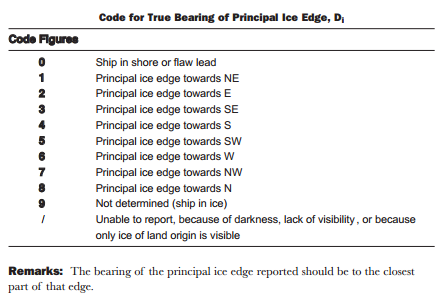 Code for True Bearing of Principal Ice Edge, Di
Code Figures
0 Ship in shore or flaw lead
1 Principal ice edge towards NE
2 Principal ice edge towards E
3 Principal ice edge towards SE
4 Principal ice edge towards S
5 Principal ice edge towards SW
6 Principal ice edge towards W
7 Principal ice edge towards NW
8 Principal ice edge towards N
9 Not determined (ship in ice)
/ Unable to report, because of darkness, lack of visibility, or because
only ice of land origin is visible
Remarks: The bearing of the principal ice edge reported should be to the closest
part of that edge.